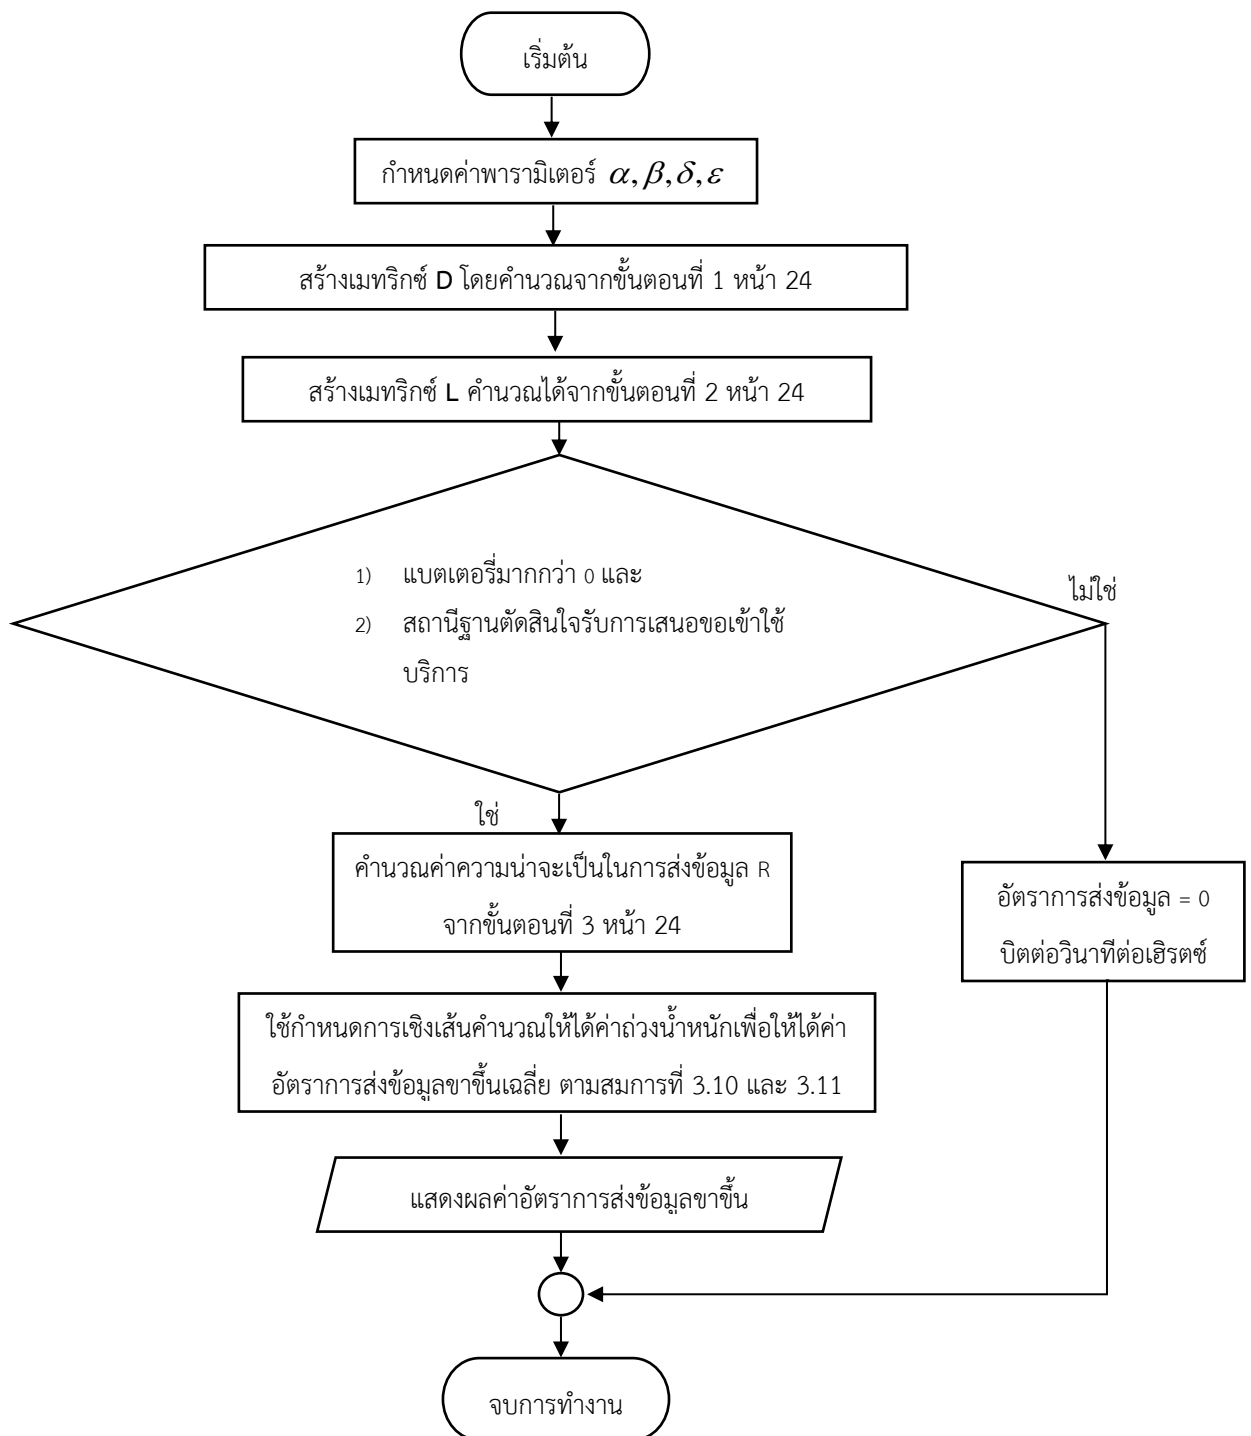 เริ่มต้น
กำหนดค่าพารามิเตอร์ α, β, δ, ε
สร้างเมทริกซ์ D โดยคำนวณจากขั้นตอนที่ 1 หน้า 24
สร้างเมทริกซ์ L คำนวณได้จากขั้นตอนที่ 2 หน้า 24
1) แบตเตอรี่มากกว่า 0 และ
2) สถานีฐานตัดสินใจรับการเสนอขอเข้าใช้
บริการ
ไม่ใช่
ใช่
คำนวณค่าความน่าจะเป็นในการส่งข้อมูล R
จากขั้นตอนที่ 3 หน้า 24
อัตราการส่งข้อมูล = 0
บิตต่อวินาทีต่อเฮิรตซ์
ใช้กำหนดการเชิงเส้นคำนวณให้ได้ค่าถ่วงน้ำหนักเพื่อให้ได้ค่า
อัตราการส่งข้อมูลขาขึ้นเฉลี่ย ตามสมการที่ 3.10 และ 3.11
แสดงผลค่าอัตราการส่งข้อมูลขาขึ้น
จบการทำงาน